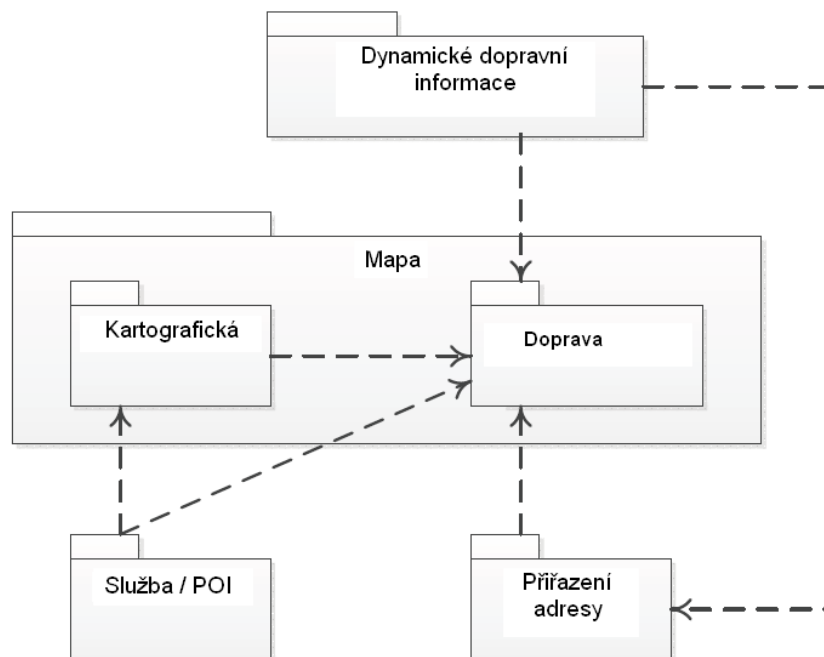 Dynamické dopravní
informace
Mapa
Kartografická
Doprava
Služba / POI
Přiřazení
adresy